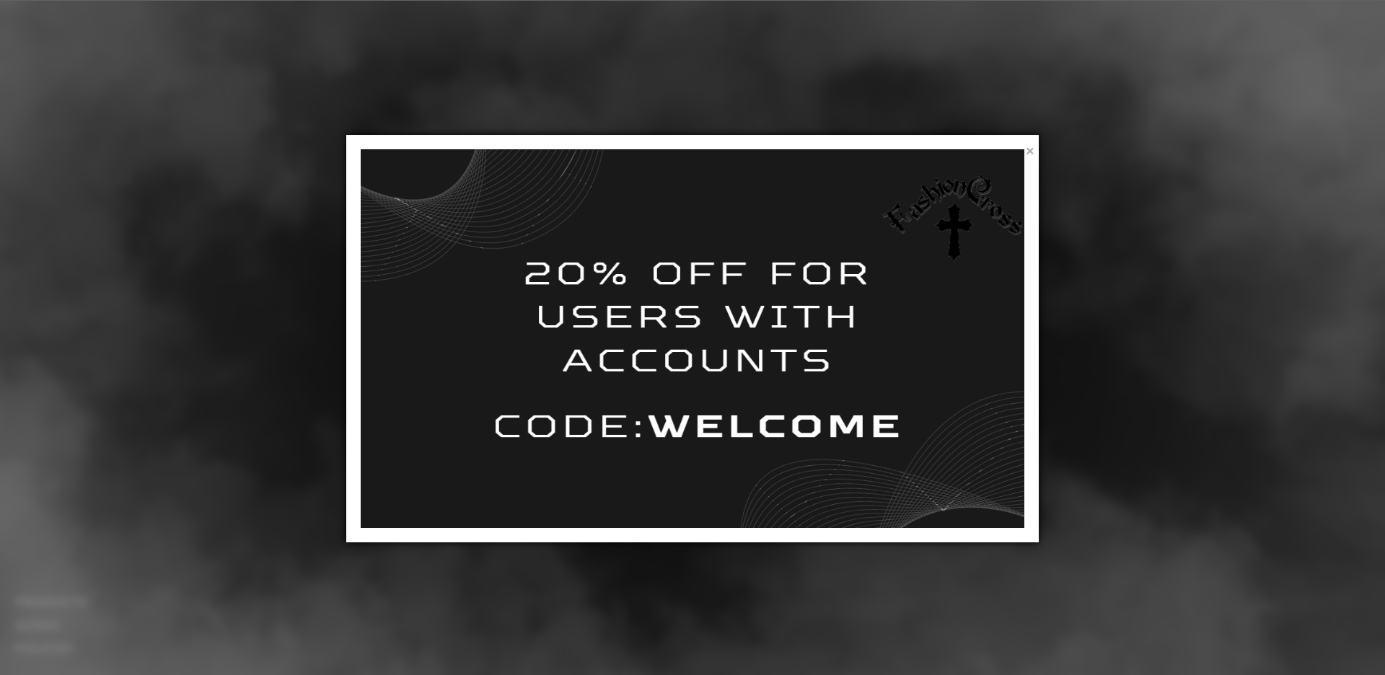 FashionCross
20% OFF FOR
USERS WITH
ACCOUNTS
CODE:WELCOME